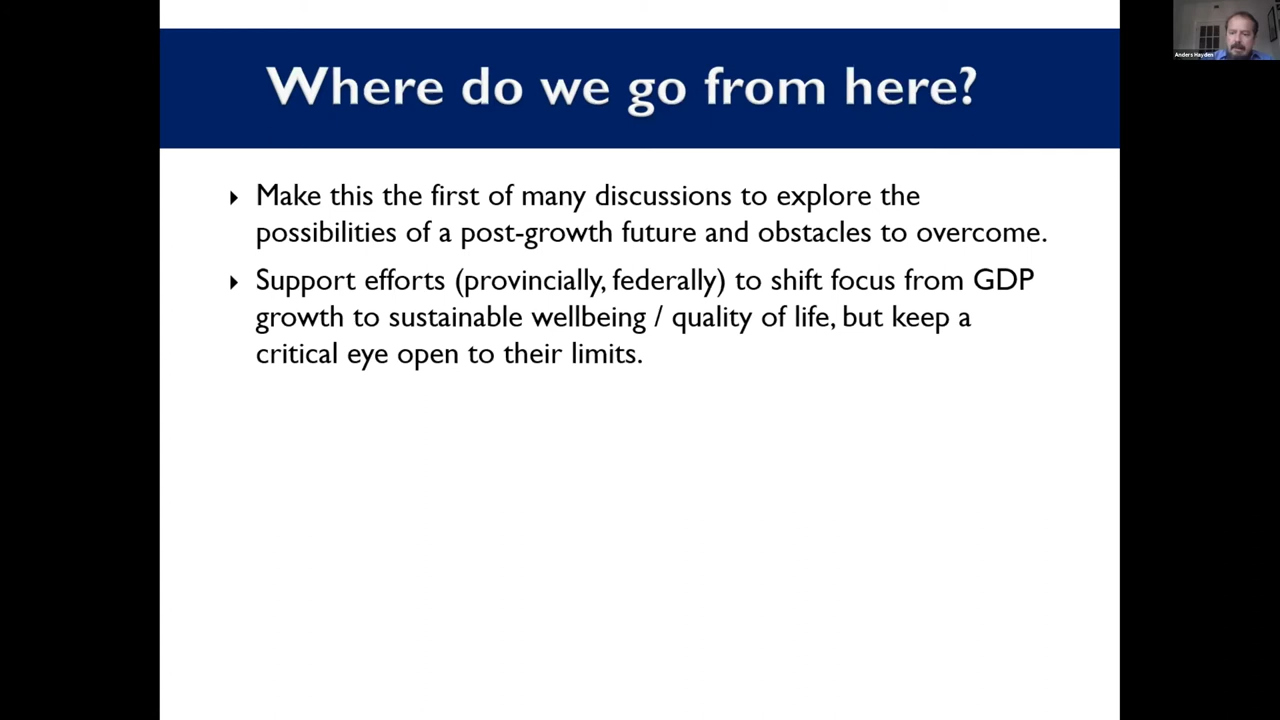 Where do we go from here?
Anders Hayden
Make this the first of many discussions to explore the
possibilities of a post-growth future and obstacles to overcome.
Support efforts (provincially, federally) to shift focus from GDP
growth to sustainable wellbeing / quality of life, but keep a
critical eye open to their limits.